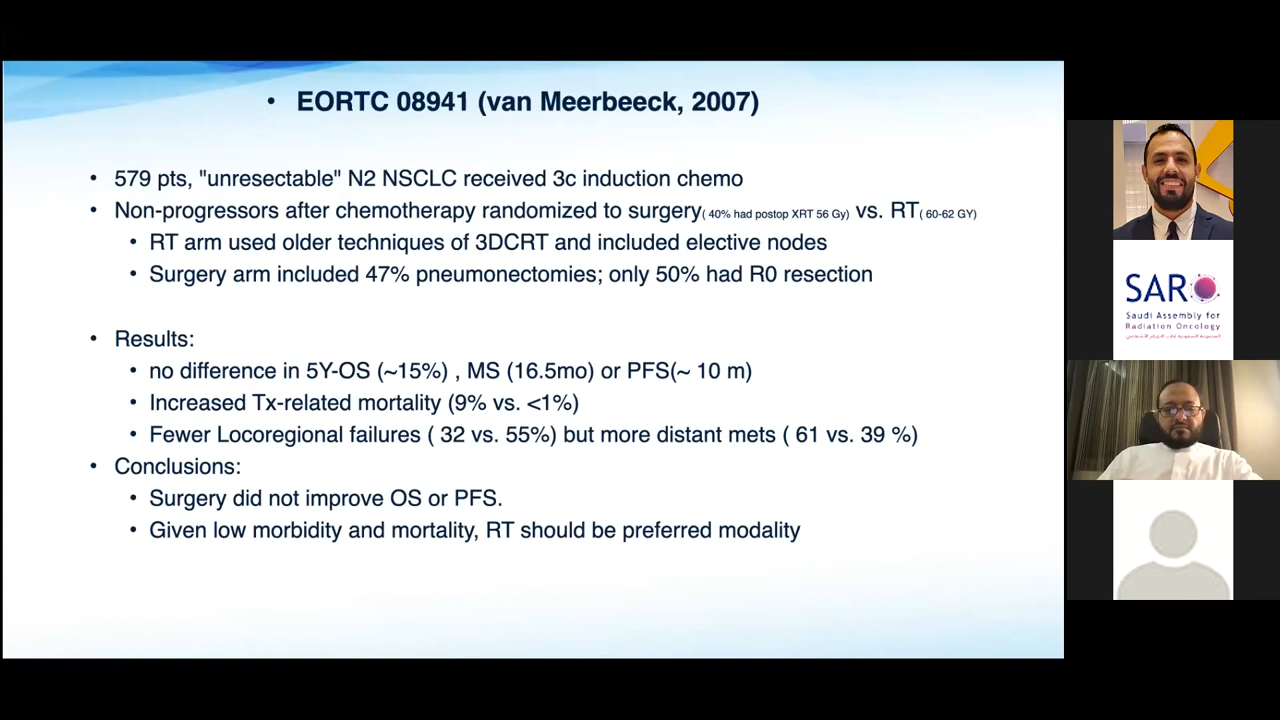 • EORTC 08941 (van Meerbeeck, 2007)
• 579 pts, "unresectable" N2 NSCLC received 3c induction chemo
• Non-progressors after chemotherapy randomized to surgery( 40% had postop XRT 56 Gy) vs. RT( 60-62 GY)
• RT arm used older techniques of 3DCRT and included elective nodes
• Surgery arm included 47% pneumonectomies; only 50% had R0 resection
• Results:
• no difference in 5Y-OS (~15%) , MS (16.5mo) or PFS(~ 10 m)
• Increased Tx-related mortality (9% vs. <1%)
• Fewer Locoregional failures ( 32 vs. 55%) but more distant mets ( 61 vs. 39 %)
• Conclusions:
• Surgery did not improve OS or PFS.
• Given low morbidity and mortality, RT should be preferred modality
SARO
Saudi Assembly for
Radiation Oncology